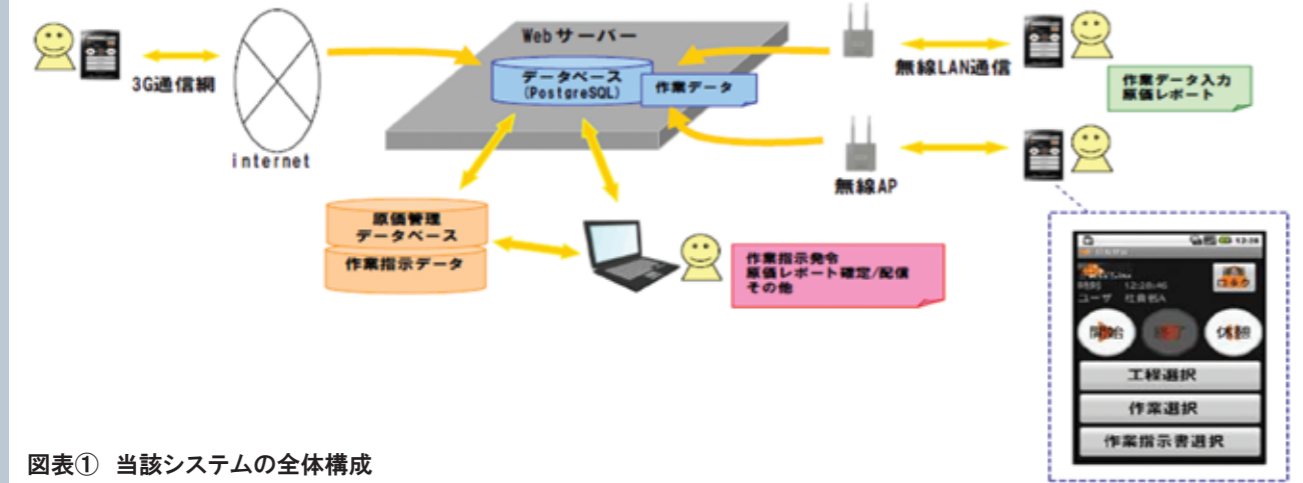 3G通信網
internet
Webサーバー
データベース
(PostgreSQL)
作業データ
無線LAN通信
作業データ入力
原価レポート
無線AP
原価管理
データベース
作業指示データ
作業指示発令
原価レポート確定/配信
その他
12:28
時刻 12:28:46
ユーザ 社員名A
開始
終了
休憩
工程選択
作業選択
作業指示書選択
図表① 当該システムの全体構成